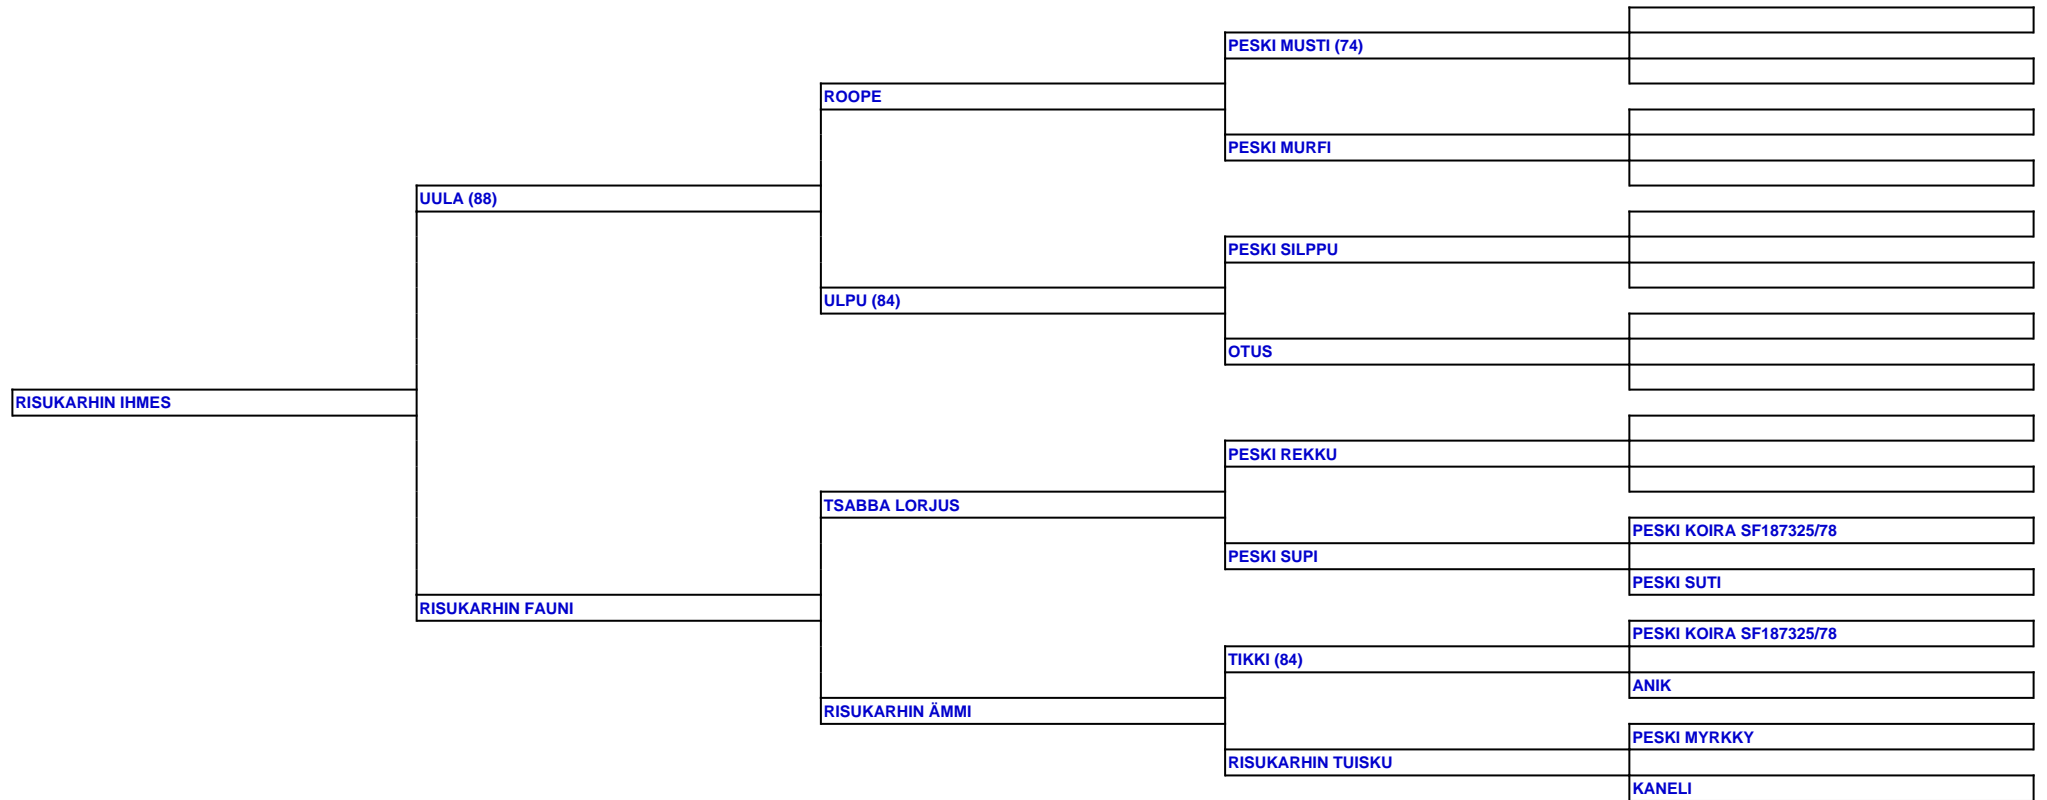 PESKI MUSTI (74)
ROOPE
PESKI MURFI
UULA (88)
PESKI SILPPU
ULPU (84)
OTUS
RISUKARHIN IHMES
PESKI REKKU
TSABBA LORJUS
PESKI KOIRA SF187325/78
PESKI SUPI
PESKI SUTI
RISUKARHIN FAUNI
PESKI KOIRA SF187325/78
TIKKI (84)
ANIK
RISUKARHIN ÄMMI
PESKI MYRKKY
RISUKARHIN TUISKU
KANELI